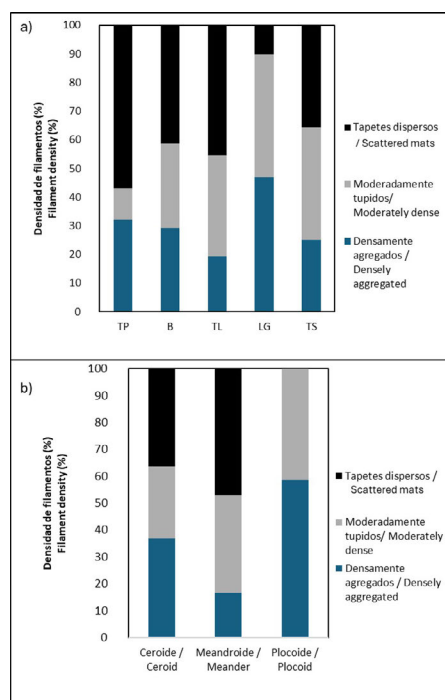 a)
Densidad de filamentos (%)
Filament density (%)
100
90
80
70
60
50
40
30
20
10
0
TP
B
TL
LG
TS
Tapetes dispersos
/ Scattered mats
Moderadamente
tupidos/
Moderately dense
Densamente
agregados /
Densely
aggregated
b)
Densidad de filamentos (%)
Filament density (%)
100
90
80
70
60
50
40
30
20
10
0
Ceroide /
Ceroid
Meandroide /
Meander
Plocoide /
Plocoid
Tapetes dispersos /
Scattered mats
Moderadamente
tupidos/ Moderately
dense
Densamente
agregados / Densely
aggregated